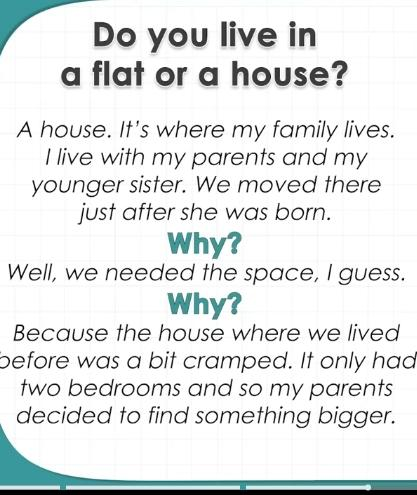 Do you live in
a flat or a house?
A house. It's where my family lives.
I live with my parents and my
younger sister. We moved there
just after she was born.
Why?
Well, we needed the space, I guess.
Why?
Because the house where we lived
before was a bit cramped. It only had
two bedrooms and so my parents
decided to find something bigger.